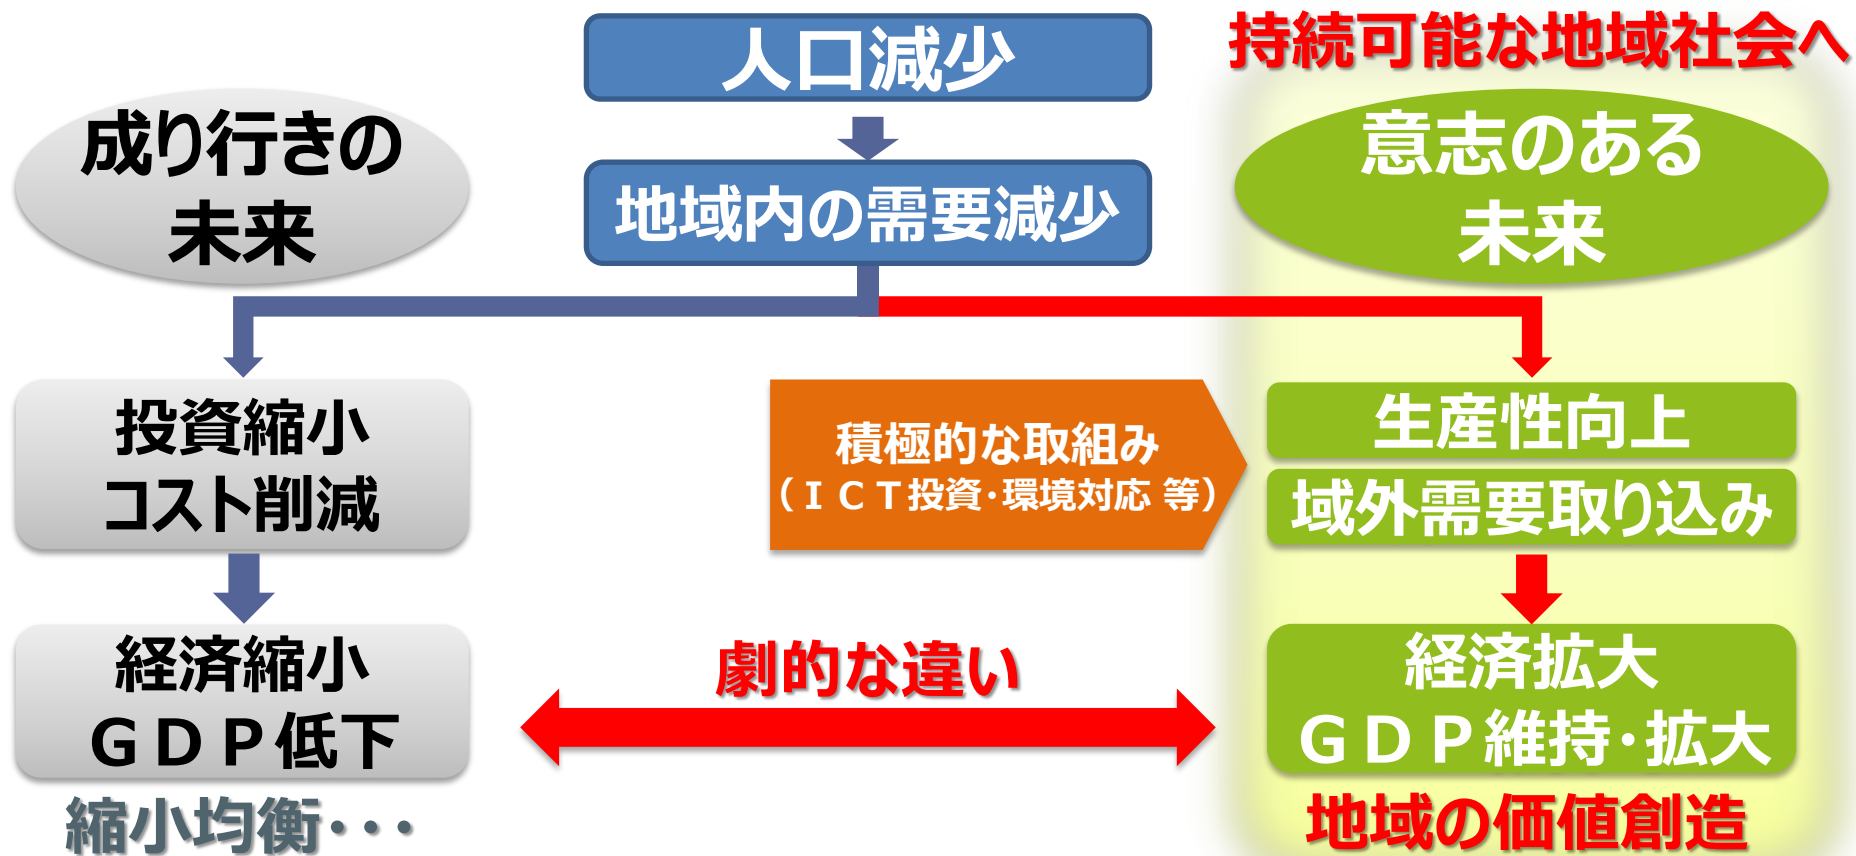 人口減少
地域内の需要減少
成り行きの
未来
投資縮小
コスト削減
経済縮小
ＧＤＰ低下
縮小均衡・・・
積極的な取組み
（ＩＣＴ投資・環境対応 等）
劇的な違い
持続可能な地域社会へ
意志のある
未来
生産性向上
域外需要取り込み
経済拡大
ＧＤＰ維持・拡大
地域の価値創造